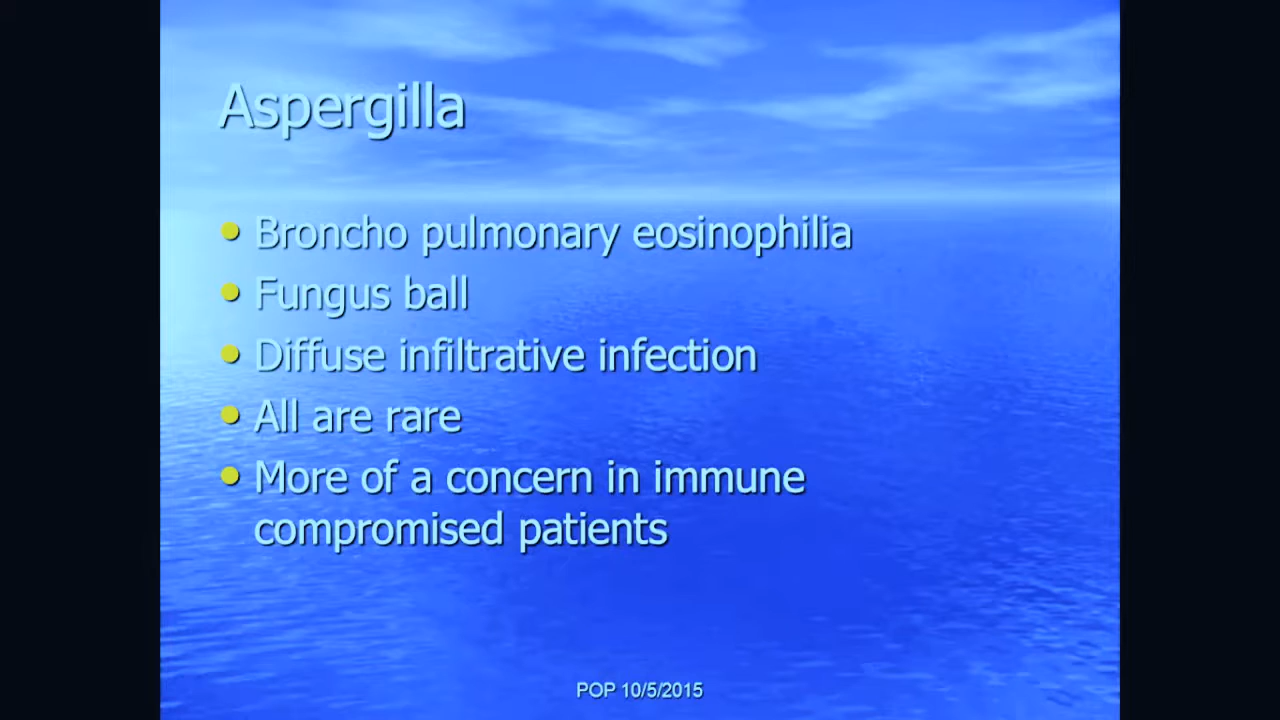 Aspergilla
• Broncho pulmonary eosinophilia
• Fungus ball
• Diffuse infiltrative infection
• All are rare
• More of a concern in immune
compromised patients
POP 10/5/2015